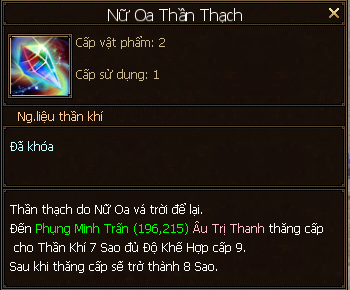 Nữ Oa Thần Thạch
Cấp vật phẩm: 2
Cấp sử dụng: 1
Ng.liệu thần khí
Đã khóa
Thần thạch do Nữ Oa vá trời để lại.
Đến Phụng Minh Trấn (196,215) Âu Trị Thanh thăng cấp
cho Thần Khí 7 Sao đủ Độ Khế Hợp cấp 9.
Sau khi thăng cấp sẽ trở thành 8 Sao.